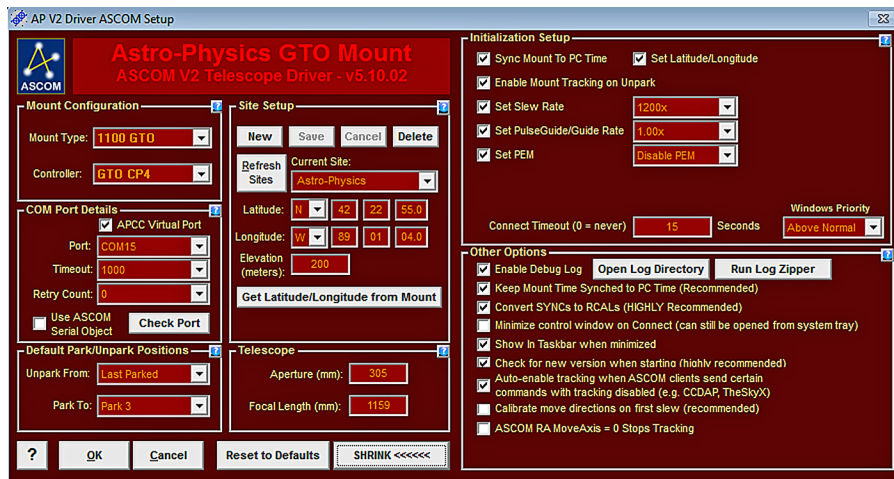 AP V2 Driver ASCOM Setup
ASCOM
Astro-Physics GTO Mount
ASCOM V2 Telescope Driver - v5.10.02
Mount Configuration ?
Mount Type: 1100 GTO
Controller: GTO CP4
COM Port Details ?
APCC Virtual Port
Port: COM15
Timeout: 1000
Retry Count: 0
Use ASCOM
Serial Object
Check Port
Default Park/Unpark Positions ?
Unpark From: Last Parked
Park To: Park 3
Site Setup ?
New Save Cancel Delete
Refresh
Sites
Current Site:
Astro-Physics
Latitude: N 42 22 55.0
Longitude: W 89 01 04.0
Elevation
(meters): 200
Get Latitude/Longitude from Mount
Telescope ?
Aperture (mm): 305
Focal Length (mm): 1159
? OK Cancel Reset to Defaults SHRINK <<<<<<
Initialization Setup ?
Sync Mount To PC Time Set Latitude/Longitude
Enable Mount Tracking on Unpark
Set Slew Rate 1200x
Set PulseGuide/Guide Rate 1.00x
Set PEM Disable PEM
Windows Priority
Connect Timeout (0 = never) 15 Seconds Above Normal
Other Options ?
Enable Debug Log Open Log Directory Run Log Zipper
Keep Mount Time Synched to PC Time (Recommended)
Convert SYNCs to RCALs (HIGHLY Recommended)
Minimize control window on Connect (can still be opened from system tray)
Show In Taskbar when minimized
Check for new version when starting (highly recommended)
Auto-enable tracking when ASCOM clients send certain
commands with tracking disabled (e.g. CCDAP, TheSkyX)
Calibrate move directions on first slew (recommended)
ASCOM RA MoveAxis = 0 Stops Tracking